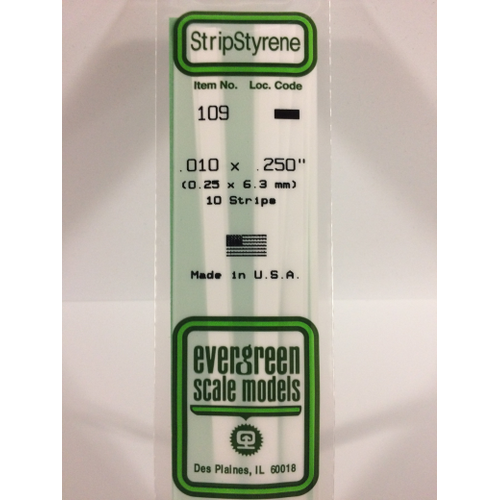 StripStyrene
Item No. Loc. Code
109
.010 x .250"
(0.25 x 6.3 mm)
10 Strips
Made in U.S.A.
evergreen
scale models
Des Plaines, IL 60018